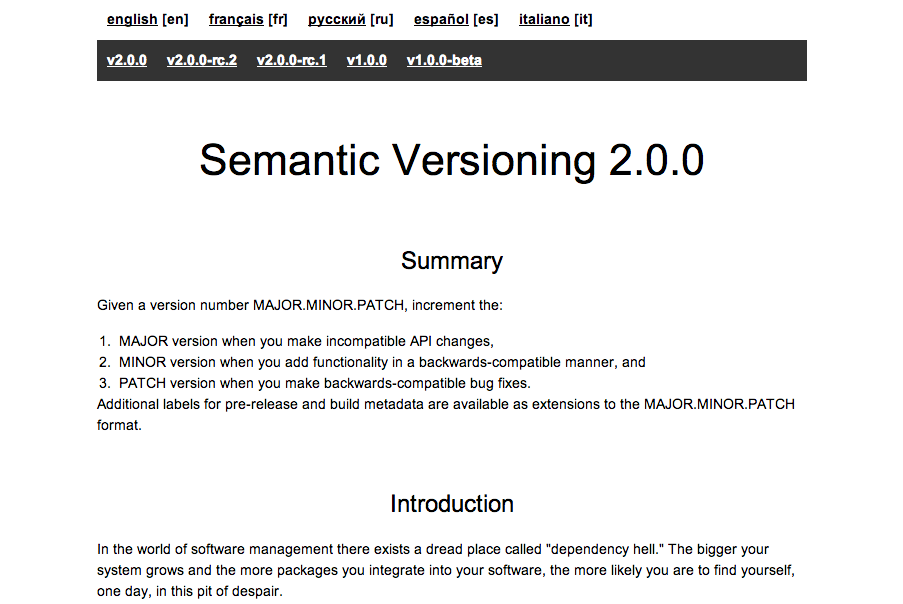 english [en] français [fr] русский [ru] español [es] italiano [it]
v2.0.0 v2.0.0-rc.2 v2.0.0-rc.1 v1.0.0 v1.0.0-beta
Semantic Versioning 2.0.0
Summary
Given a version number MAJOR.MINOR.PATCH, increment the:
1. MAJOR version when you make incompatible API changes,
2. MINOR version when you add functionality in a backwards-compatible manner, and
3. PATCH version when you make backwards-compatible bug fixes.
Additional labels for pre-release and build metadata are available as extensions to the MAJOR.MINOR.PATCH
format.
Introduction
In the world of software management there exists a dread place called "dependency hell." The bigger your
system grows and the more packages you integrate into your software, the more likely you are to find yourself,
one day, in this pit of despair.